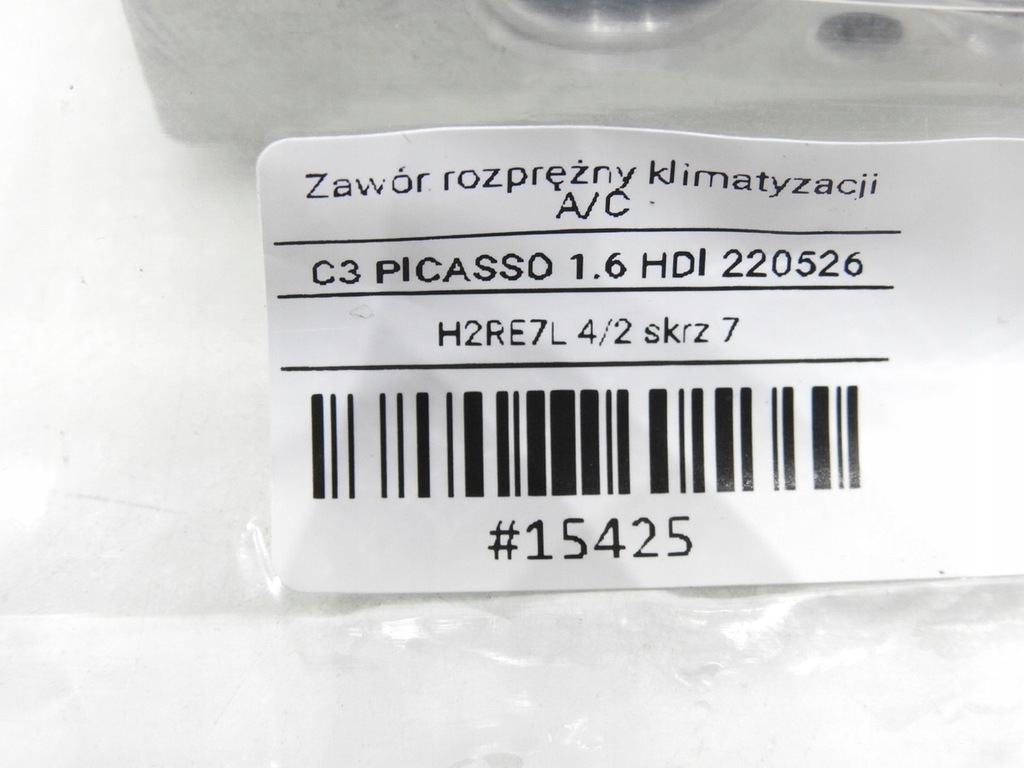 Zawór rozprężny klimatyzacji
A/C
C3 PICASSO 1.6 HDI 220526
H2RE7L 4/2 skrz 7
#15425